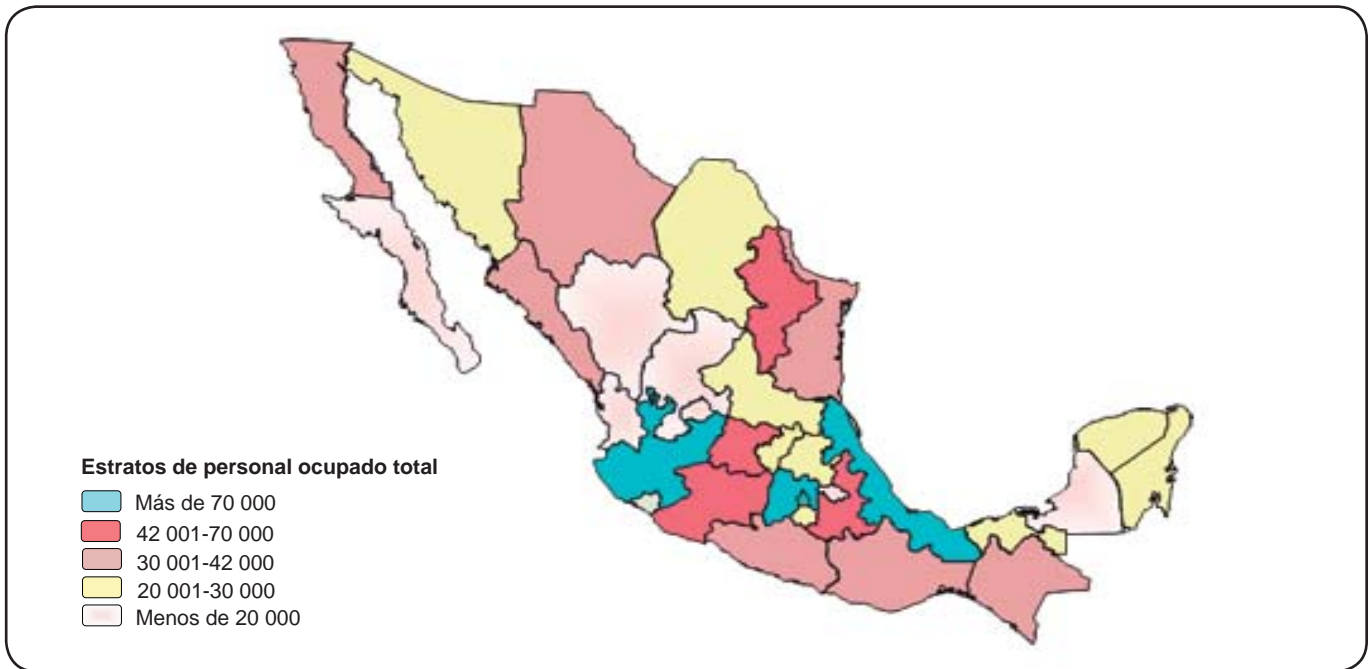 Estratos de personal ocupado total
Más de 70 000
42 001-70 000
30 001-42 000
20 001-30 000
Menos de 20 000